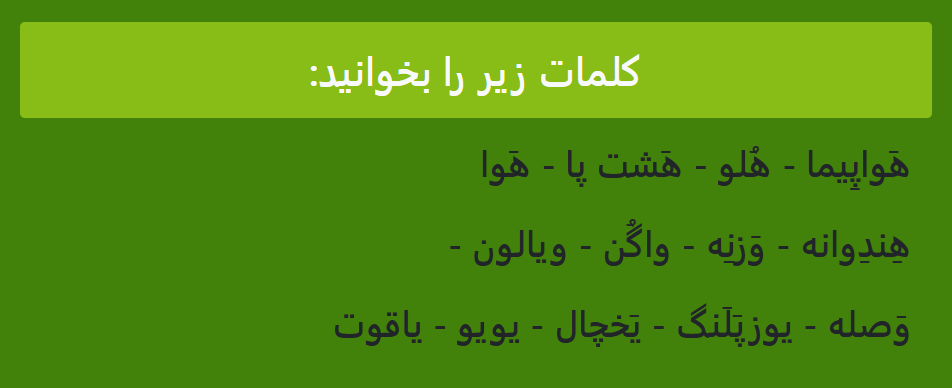 کلمات زیر را بخوانید:
هَواپِیما - هُلو - هَشت پا - هَوا
هِندِوانه - وَزنِه - واگُن - ویالون -
وَصله - یوزپَلَنگ - یَخچال - یویو - یاقوت